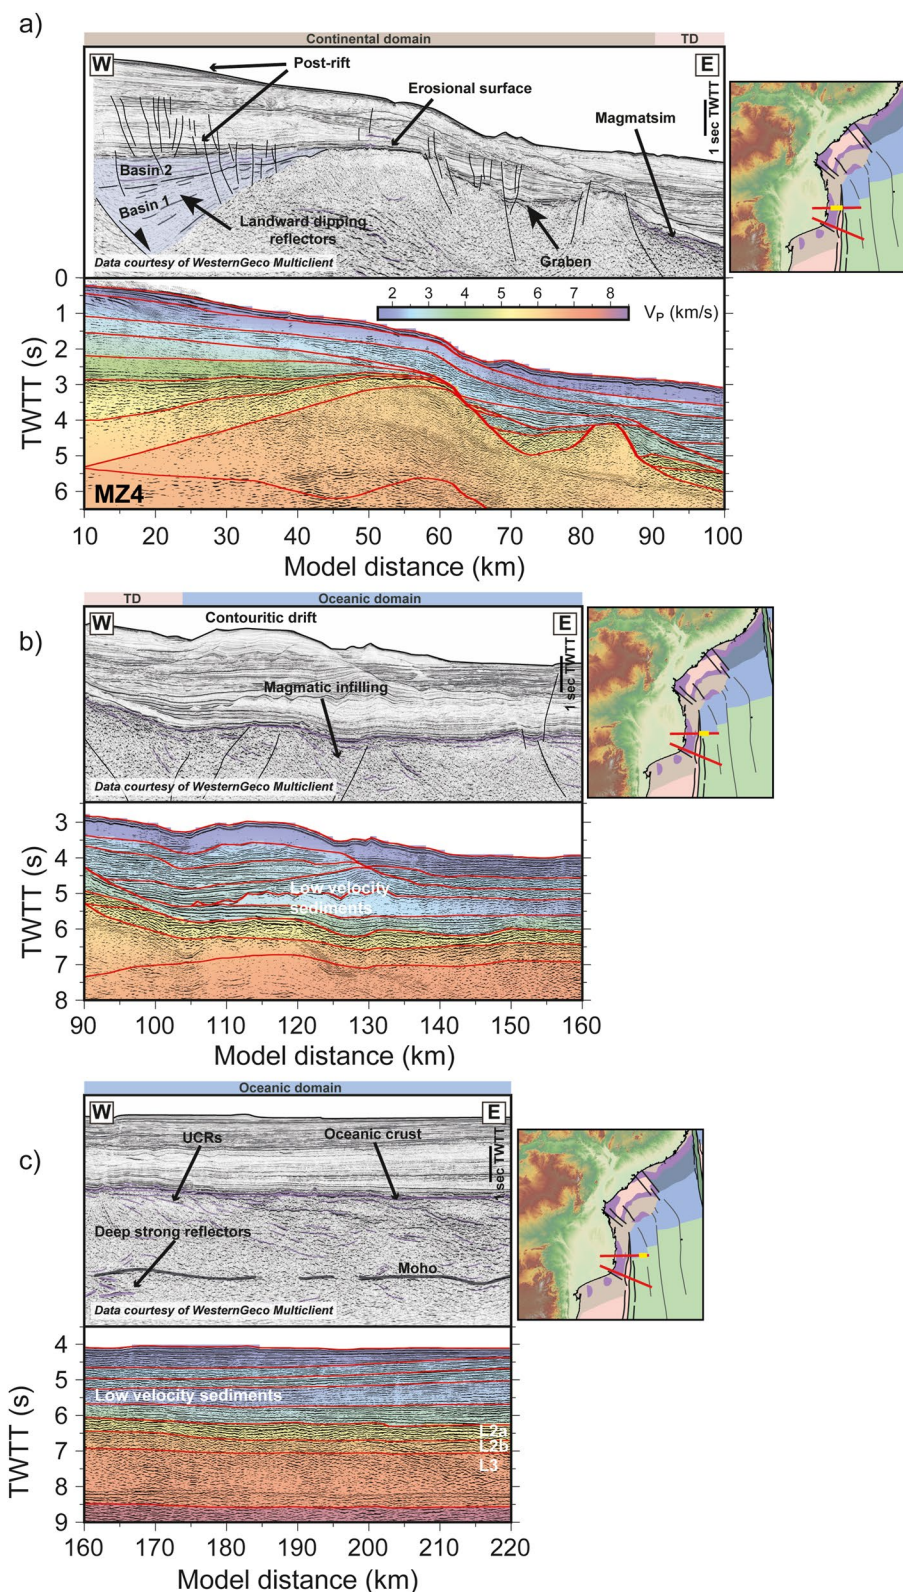 a)
Continental domain
TD
W
E
Post-rift
Erosional surface
Magmatsim
1 sec TWTT
Basin 2
Basin 1
Landward dipping
reflectors
Graben
Data courtesy of WesternGeco Multiclient
2 3 4 5 6 7 8
VP (km/s)
0
1
2
3
4
5
6
TWTT (s)
MZ4
10 20 30 40 50 60 70 80 90 100
Model distance (km)
b)
TD
Oceanic domain
W
E
Contouritic drift
Magmatic infilling
1 sec TWTT
Data courtesy of WesternGeco Multiclient
3
4
5
6
7
8
TWTT (s)
Low velocity
sediments
90 100 110 120 130 140 150 160
Model distance (km)
c)
Oceanic domain
W
E
UCRs
Oceanic crust
1 sec TWTT
Deep strong reflectors
Moho
Data courtesy of WesternGeco Multiclient
4
5
6
7
8
9
TWTT (s)
Low velocity sediments
L2a
L2b
L3
160 170 180 190 200 210 220
Model distance (km)